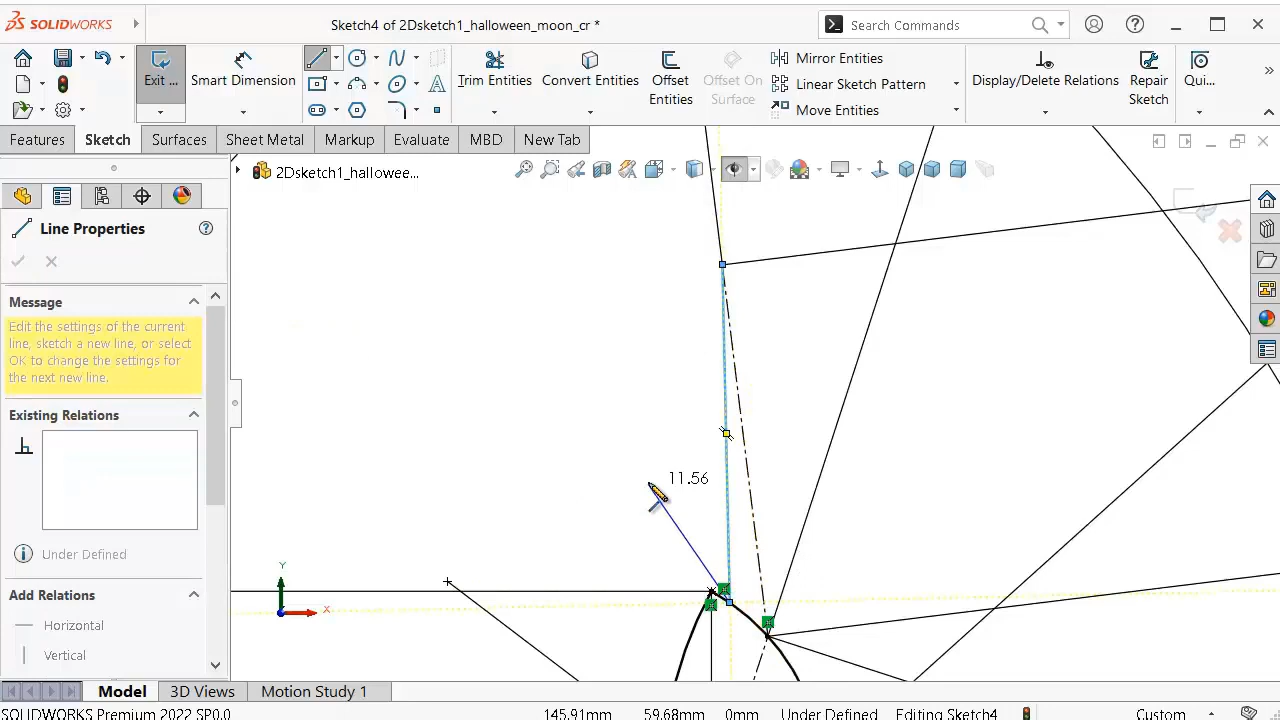 SOLIDWORKS
Sketch4 of 2Dsketch1_halloween_moon_cr *
Search Commands
Exit ...
Smart Dimension
Trim Entities
Convert Entities
Offset
Entities
Offset On
Surface
Mirror Entities
Linear Sketch Pattern
Move Entities
Display/Delete Relations
Repair
Sketch
Qui...
Features
Sketch
Surfaces
Sheet Metal
Markup
Evaluate
MBD
New Tab
2Dsketch1_hallowee...
Line Properties
Message
Edit the settings of the current
line, sketch a new line, or select
OK to change the settings for
the next new line.
Existing Relations
Under Defined
Add Relations
Horizontal
Vertical
11.56
Y
X
Model
3D Views
Motion Study 1
SOLIDWORKS Premium 2022 SP0.0
145.91mm
59.68mm
0mm
Under Defined
Editing Sketch4
Custom